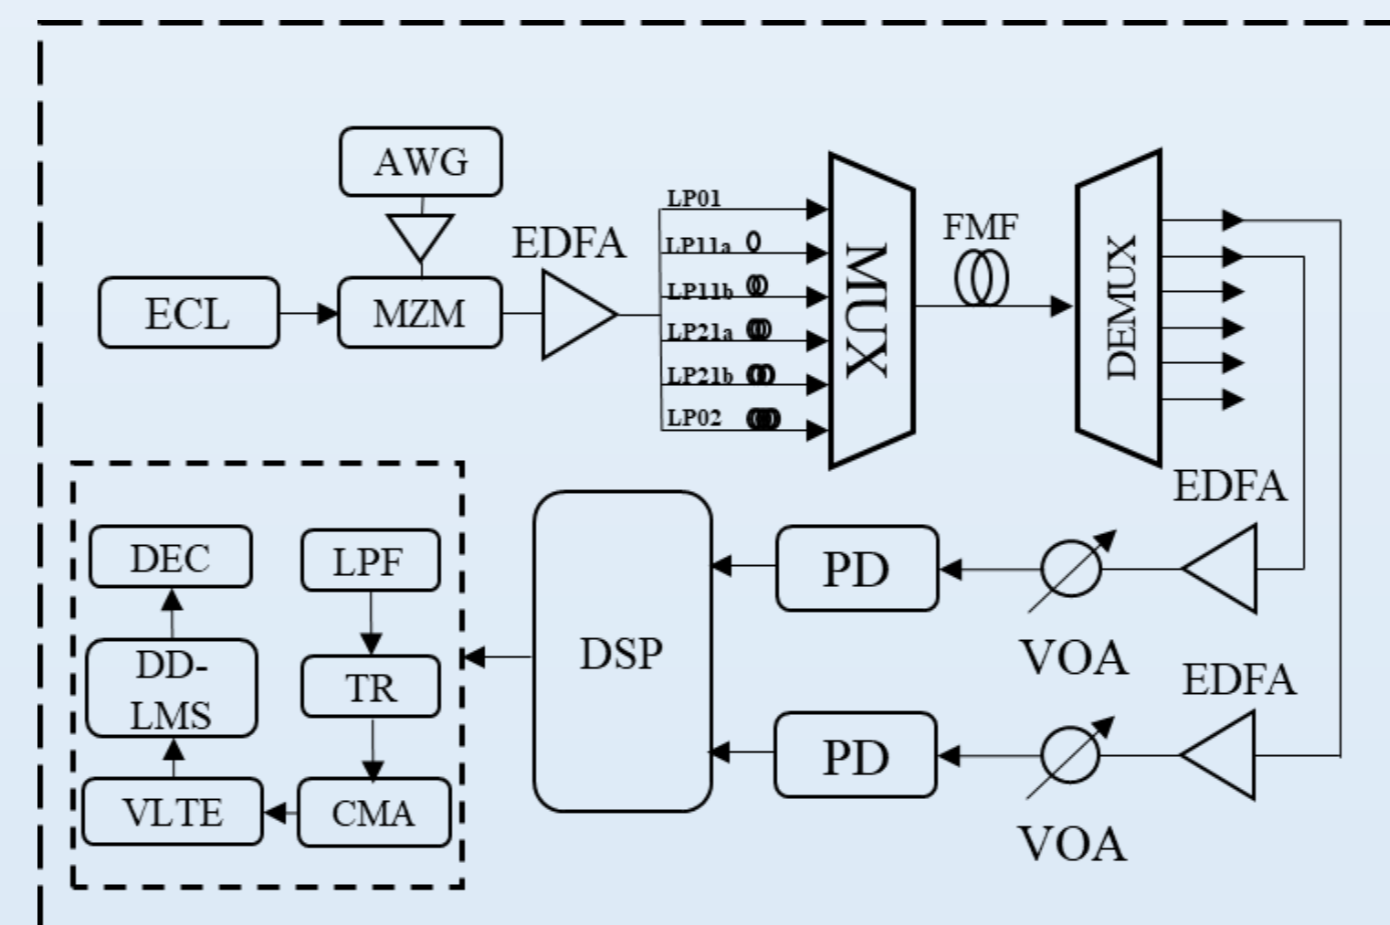 AWG
EDFA
ECL
MZM
LP01
LP11a
LP11b
LP21a
LP21b
LP02
MUX
FMF
DEMUX
EDFA
PD
VOA
EDFA
PD
VOA
DSP
DEC
LPF
DD-
LMS
TR
VLTE
CMA